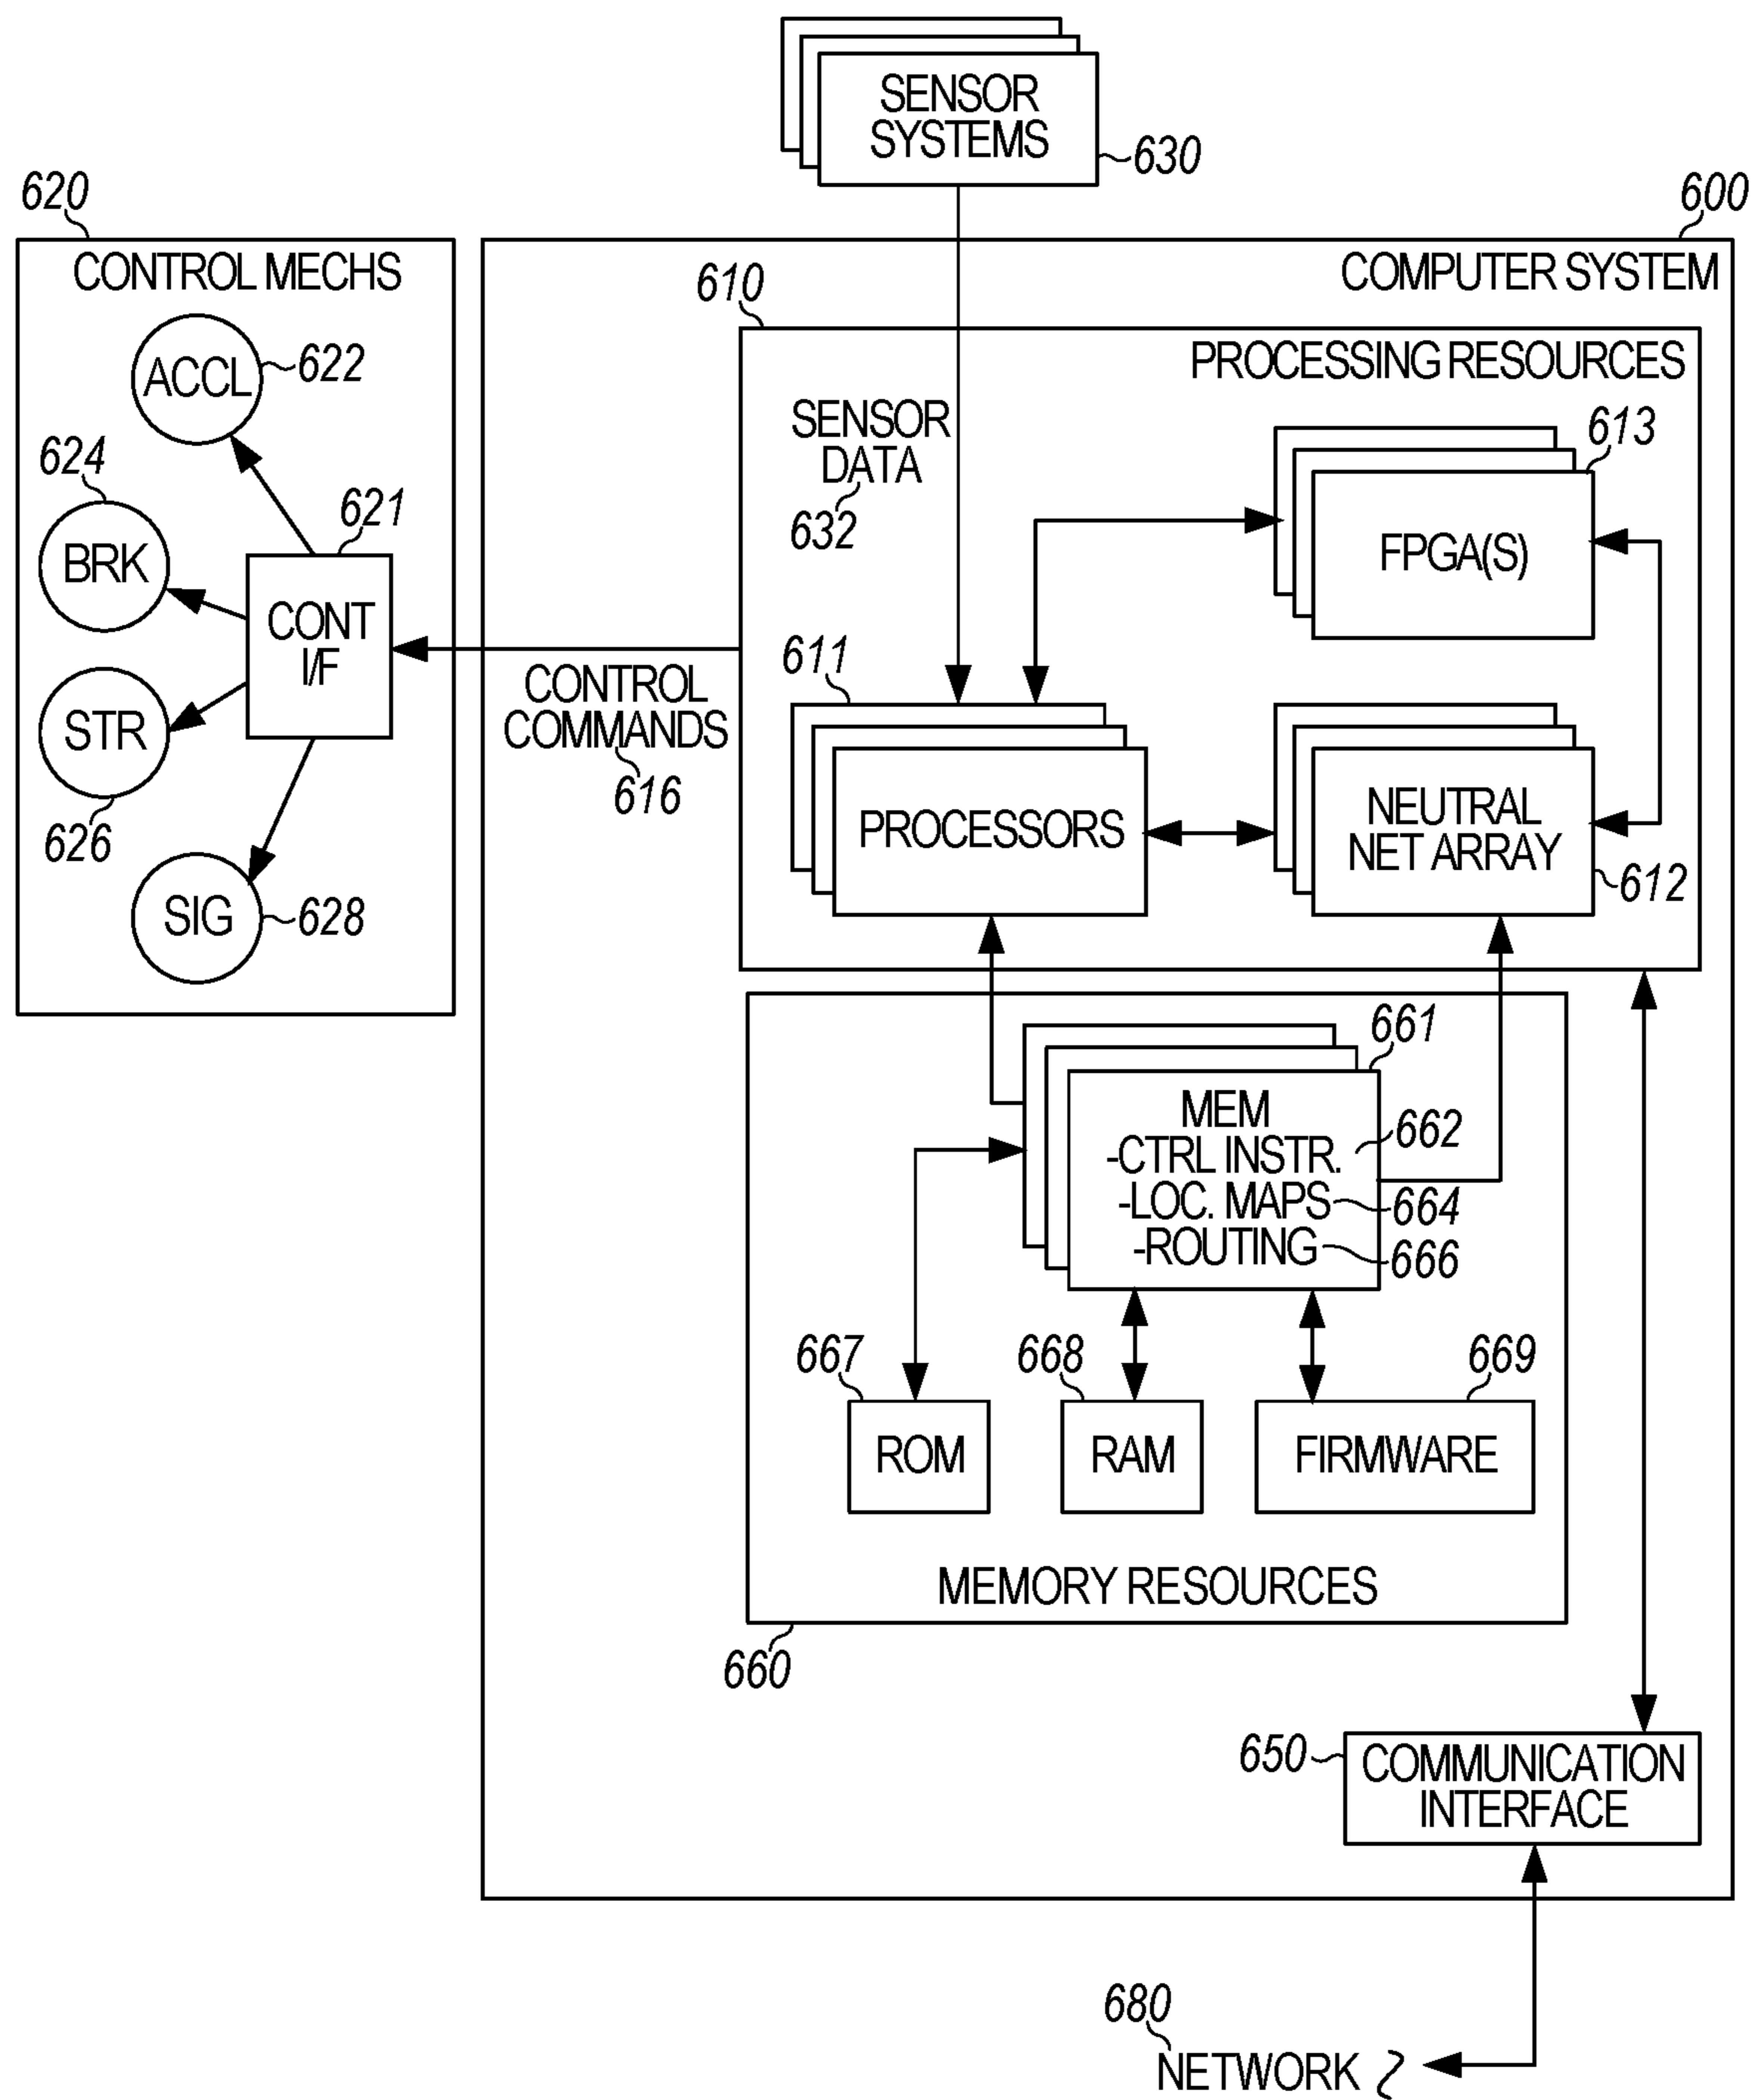 SENSOR
SYSTEMS
630
620
CONTROL MECHS
ACCL
622
624
BRK
621
CONT
I/F
STR
626
SIG
628
600
COMPUTER SYSTEM
610
PROCESSING RESOURCES
SENSOR
DATA
632
613
FPGA(S)
CONTROL
COMMANDS
616
611
PROCESSORS
NEUTRAL
NET ARRAY
612
661
MEM
-CTRL INSTR.
662
-LOC. MAPS
664
-ROUTING
666
667
ROM
668
RAM
669
FIRMWARE
MEMORY RESOURCES
660
650
COMMUNICATION
INTERFACE
680
NETWORK